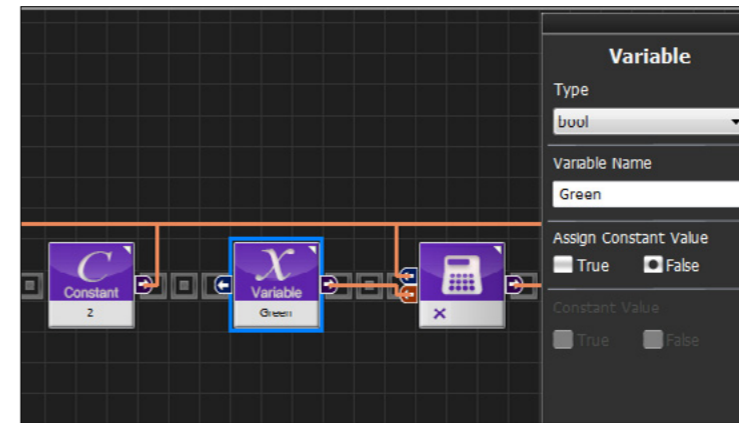 Variable
Type
bool
Variable Name
Green
Assign Constant Value
True False
Constant Value
True False
C
Constant
2
X
Variable
Green
×